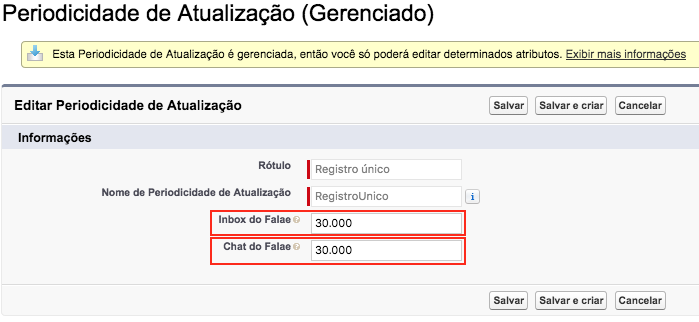 Periodicidade de Atualização (Gerenciado)
Esta Periodicidade de Atualização é gerenciada, então você só poderá editar determinados atributos. Exibir mais informações
Editar Periodicidade de Atualização Salvar Salvar e criar Cancelar
Informações
Rótulo Registro único
Nome de Periodicidade de Atualização RegistroUnico i
Inbox do Falae ? 30.000
Chat do Falae ? 30.000
Salvar Salvar e criar Cancelar